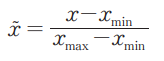 x̃ = (x − x_min) / (x_max − x_min)